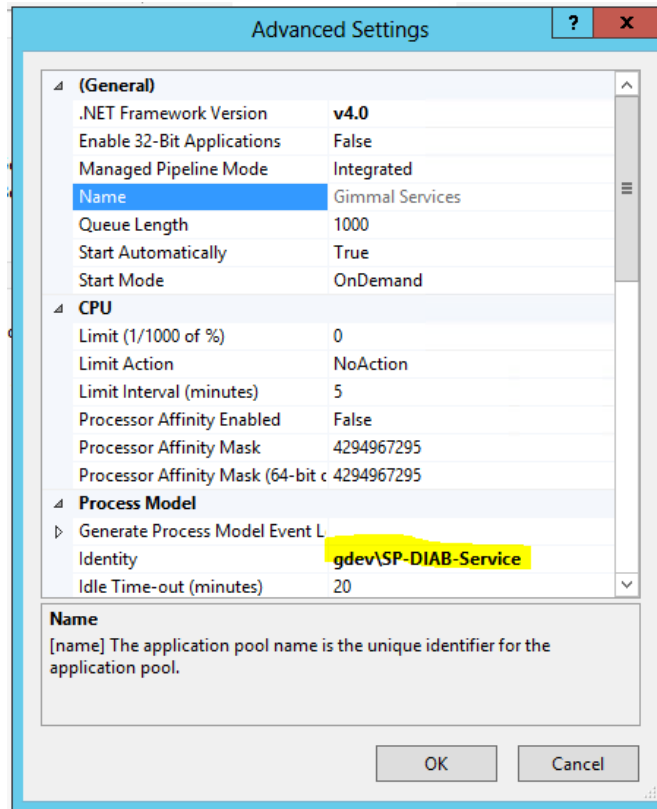 Advanced Settings
? x
(General)
.NET Framework Version v4.0
Enable 32-Bit Applications False
Managed Pipeline Mode Integrated
Name Gimmal Services
Queue Length 1000
Start Automatically True
Start Mode OnDemand
CPU
Limit (1/1000 of %) 0
Limit Action NoAction
Limit Interval (minutes) 5
Processor Affinity Enabled False
Processor Affinity Mask 4294967295
Processor Affinity Mask (64-bit c 4294967295
Process Model
Generate Process Model Event L
Identity gdev\SP-DIAB-Service
Idle Time-out (minutes) 20
Name
[name] The application pool name is the unique identifier for the
application pool.
OK Cancel